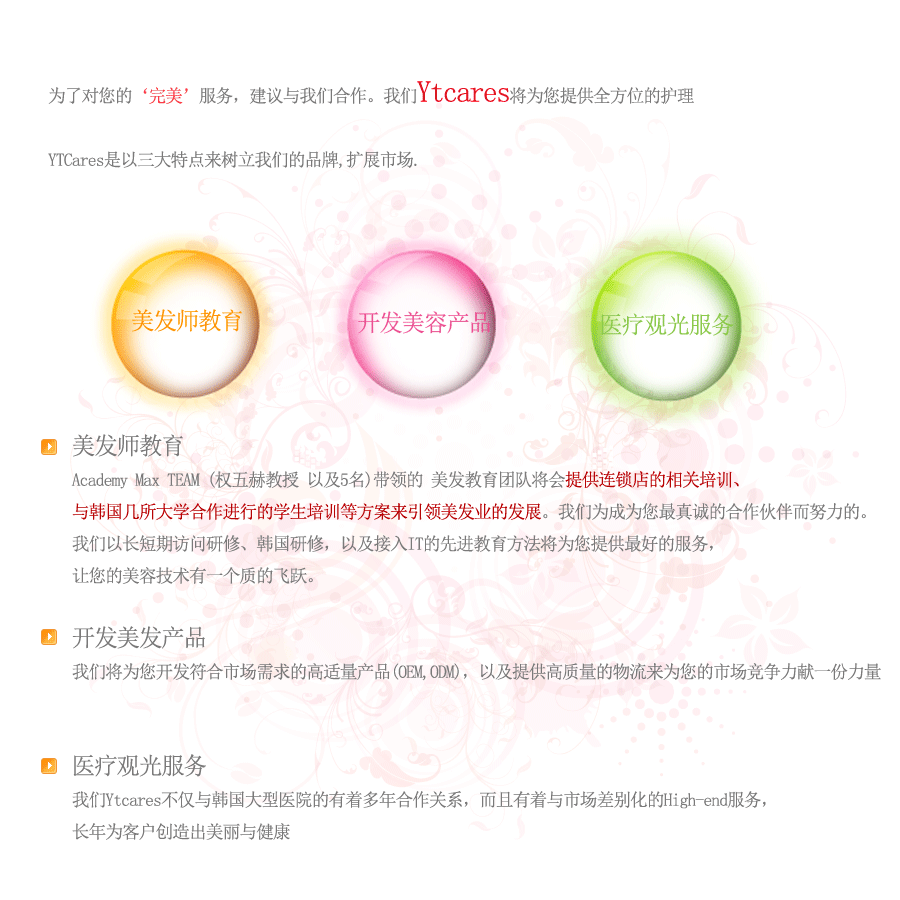 为了对您的‘完美’服务，建议与我们合作。我们Ytcares将为您提供全方位的护理
YTCares是以三大特点来树立我们的品牌,扩展市场.
美发师教育
开发美容产品
医疗观光服务
美发师教育
Academy Max TEAM (权五赫教授 以及5名)带领的 美发教育团队将会提供连锁店的相关培训、
与韩国几所大学合作进行的学生培训等方案来引领美发业的发展。我们为成为您最真诚的合作伙伴而努力的。
我们以长短期访问研修、韩国研修，以及接入IT的先进教育方法将为您提供最好的服务，
让您的美容技术有一个质的飞跃。
开发美发产品
我们将为您开发符合市场需求的高适量产品(OEM,ODM)，以及提供高质量的物流来为您的市场竞争力献一份力量
医疗观光服务
我们Ytcares不仅与韩国大型医院的有着多年合作关系，而且有着与市场差别化的High-end服务，
长年为客户创造出美丽与健康